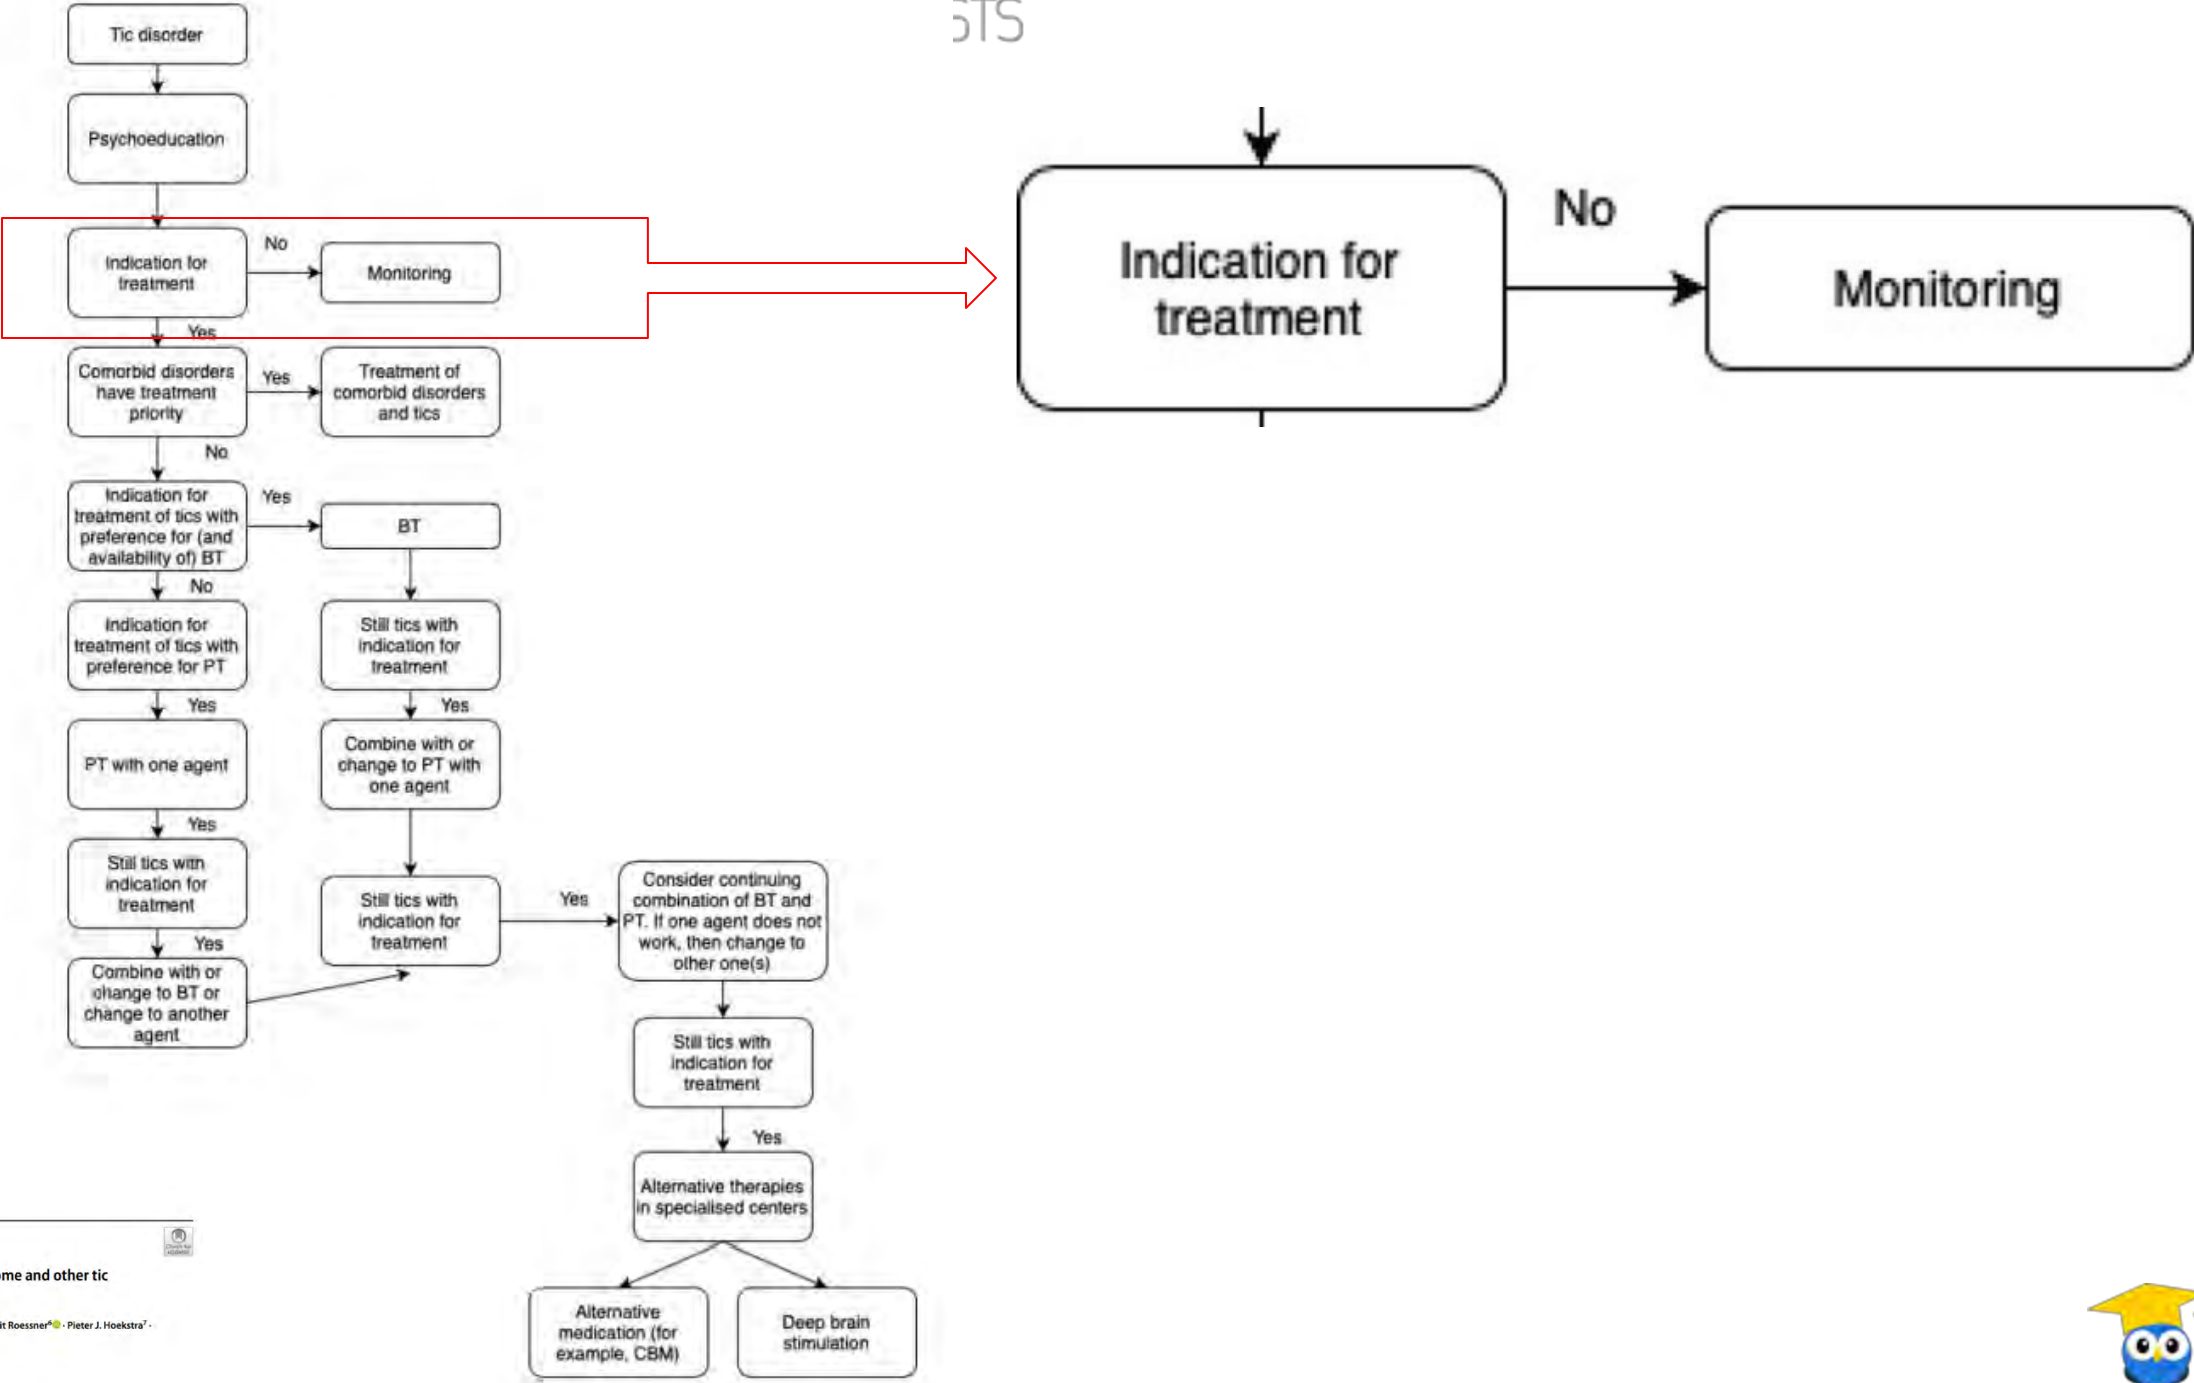 Tic disorder
Psychoeducation
Indication for
treatment
No
Monitoring
Yes
Comorbid disorders
have treatment
priority
Yes
Treatment of
comorbid disorders
and tics
No
Indication for
treatment of tics with
preference for (and
availability of) BT
Yes
BT
No
Indication for
treatment of tics with
preference for PT
Still tics with
indication for
treatment
Yes
Yes
PT with one agent
Combine with or
change to PT with
one agent
Yes
Still tics with
indication for
treatment
Still tics with
indication for
treatment
Yes
Consider continuing
combination of BT and
PT. If one agent does not
work, then change to
other one(s)
Yes
Combine with or
change to BT or
change to another
agent
Still tics with
indication for
treatment
Yes
Alternative therapies
in specialised centers
Alternative
medication (for
example, CBM)
Deep brain
stimulation
Indication for
treatment
No
Monitoring
ome and other tic
it Roessner⁶ · Pieter J. Hoekstra⁷ ·